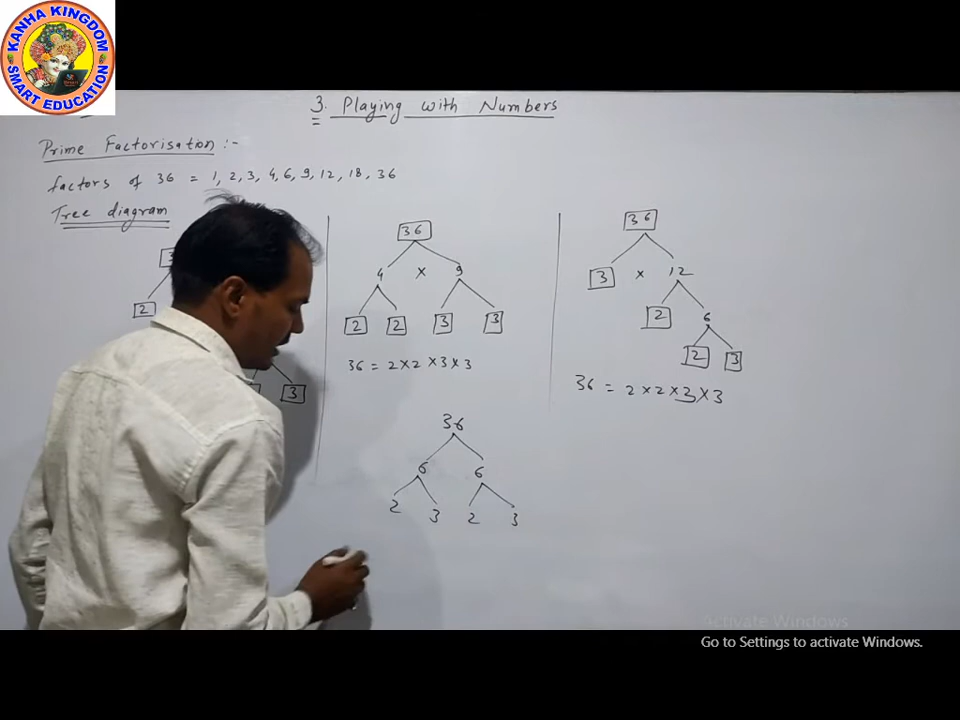 KANHA KINGDOM
SMART EDUCATION
3. Playing with Numbers
Prime Factorisation :-
factors of 36 = 1, 2, 3, 4, 6, 9, 12, 18, 36
Tree diagram
2
3
36
4 × 9
2 2 3 3
36 = 2×2×3×3
36
3 × 12
2 6
2 3
36 = 2×2×3×3
36
6 6
2 3 2 3
Activate Windows
Go to Settings to activate Windows.